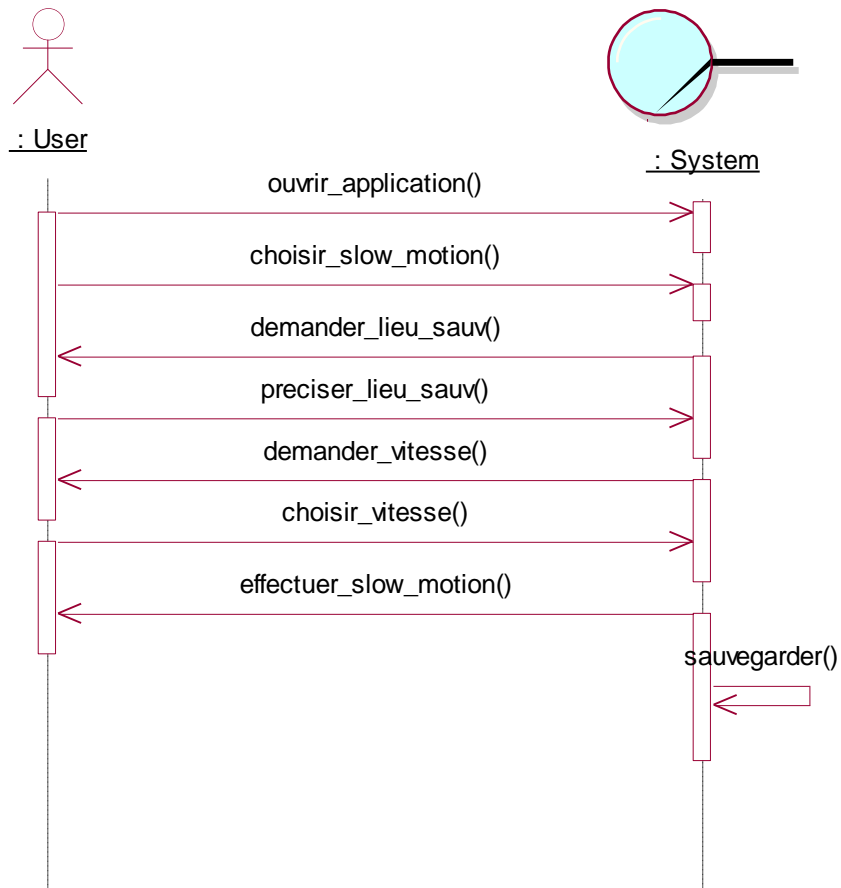 : User
: System
ouvrir_application()
choisir_slow_motion()
demander_lieu_sauv()
preciser_lieu_sauv()
demander_vitesse()
choisir_vitesse()
effectuer_slow_motion()
sauvegarder()